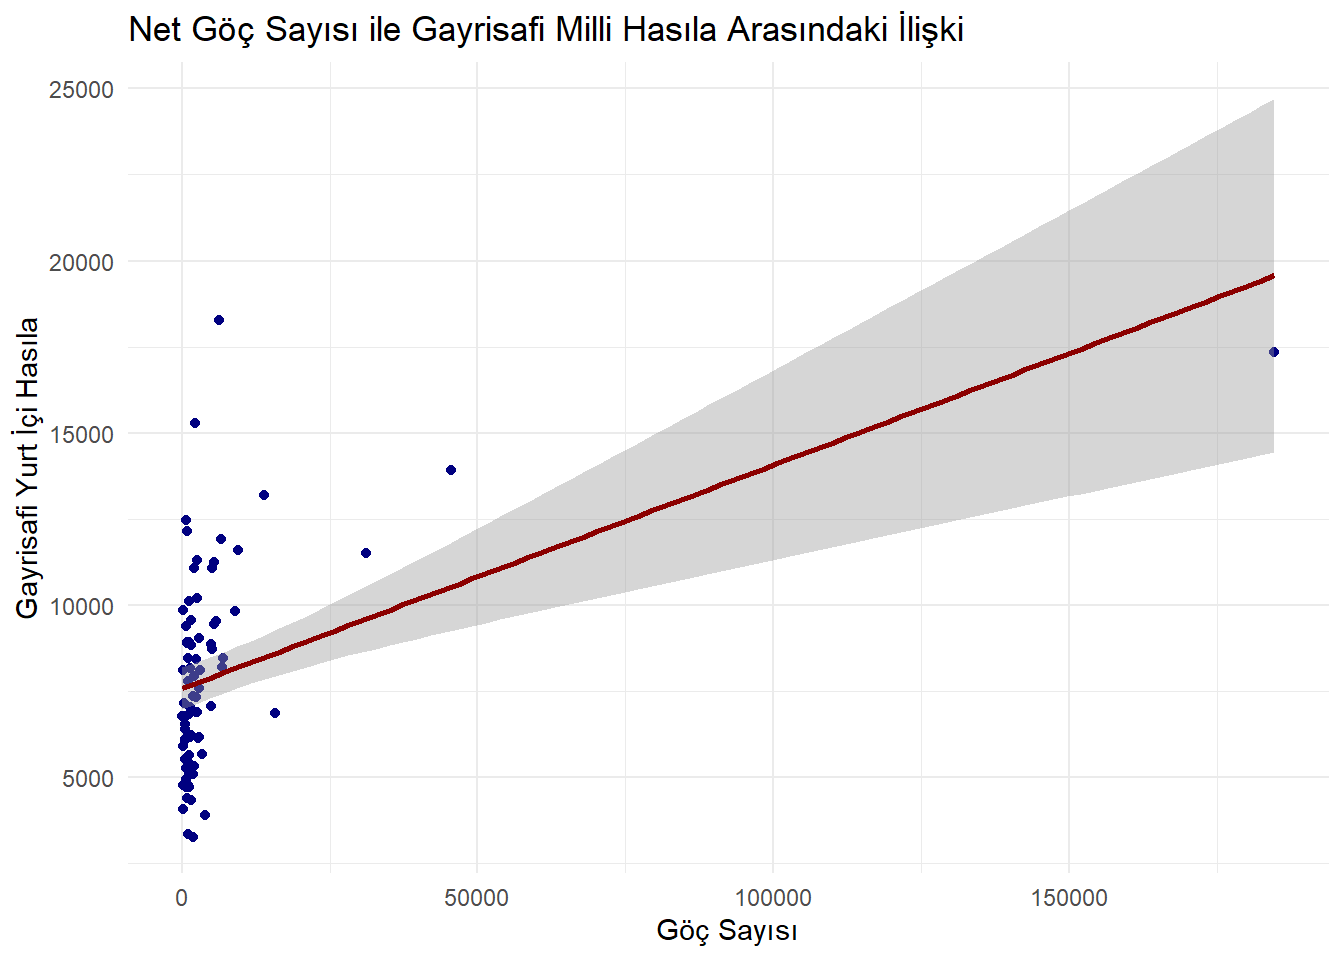 Net Göç Sayısı ile Gayrisafi Milli Hasıla Arasındaki İlişki
25000
20000
15000
10000
5000
Gayrisafi Yurt İçi Hasıla
0 50000 100000 150000
Göç Sayısı